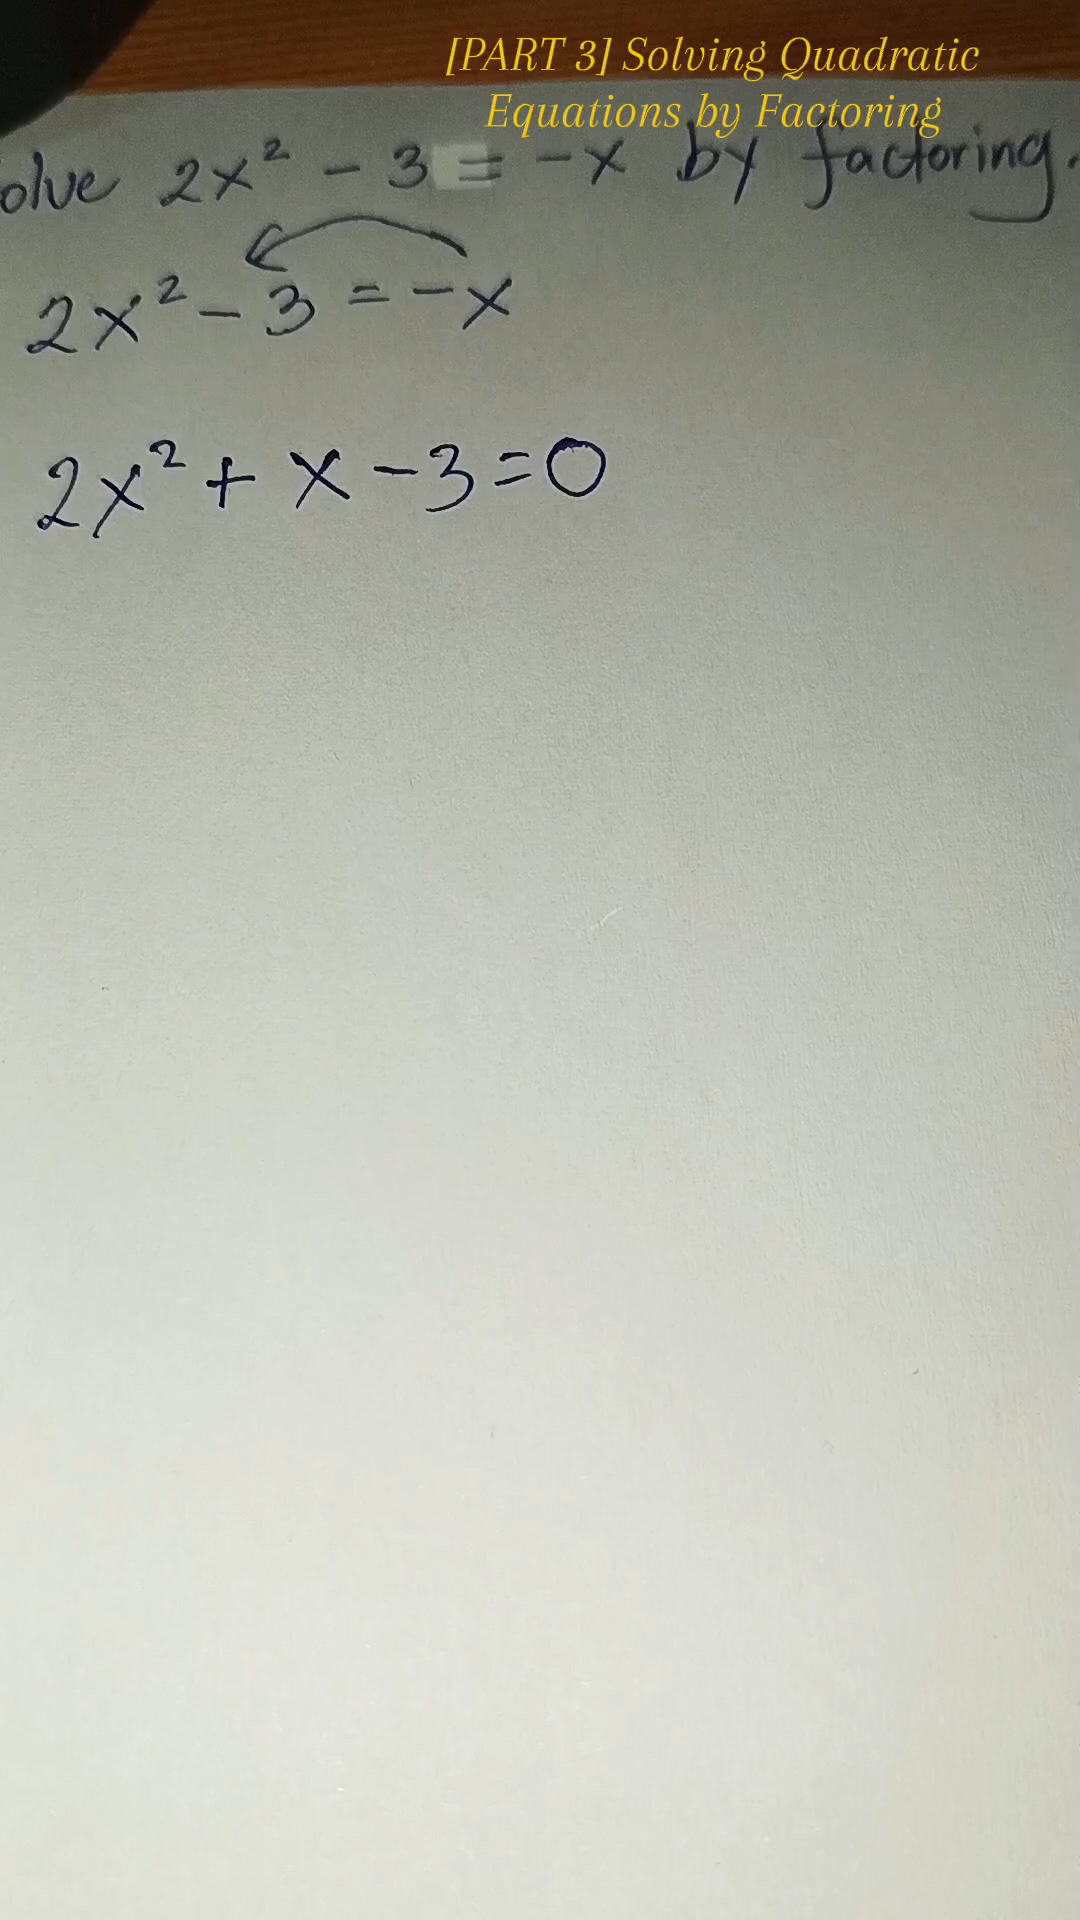 [PART 3] Solving Quadratic
Equations by Factoring
olve 2x² - 3 = -x by factoring.
2x² - 3 = -x
2x² + x - 3 = 0